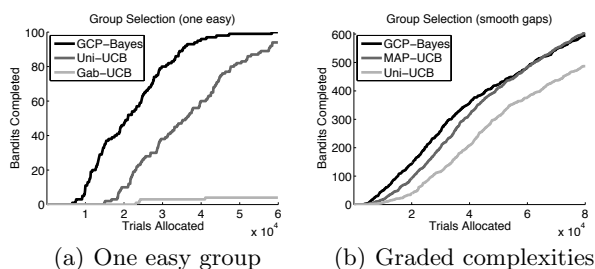 Group Selection (one easy)
Bandits Completed
100
80
60
40
20
0
GCP−Bayes
Uni−UCB
Gab−UCB
1 2 3 4 5 6
Trials Allocated
x 10^4
(a) One easy group
Group Selection (smooth gaps)
Bandits Completed
600
500
400
300
200
100
0
GCP−Bayes
MAP−UCB
Uni−UCB
2 4 6 8
Trials Allocated
x 10^4
(b) Graded complexities